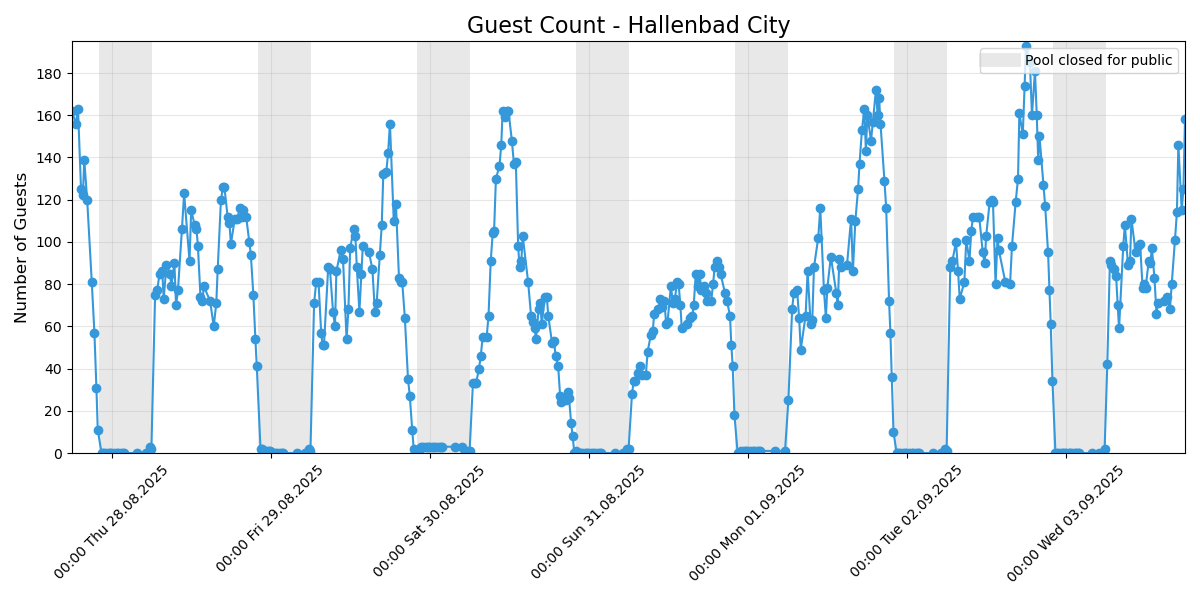 Guest Count - Hallenbad City
Pool closed for public
Number of Guests
180
160
140
120
100
80
60
40
20
0
00:00 Thu 28.08.2025
00:00 Fri 29.08.2025
00:00 Sat 30.08.2025
00:00 Sun 31.08.2025
00:00 Mon 01.09.2025
00:00 Tue 02.09.2025
00:00 Wed 03.09.2025